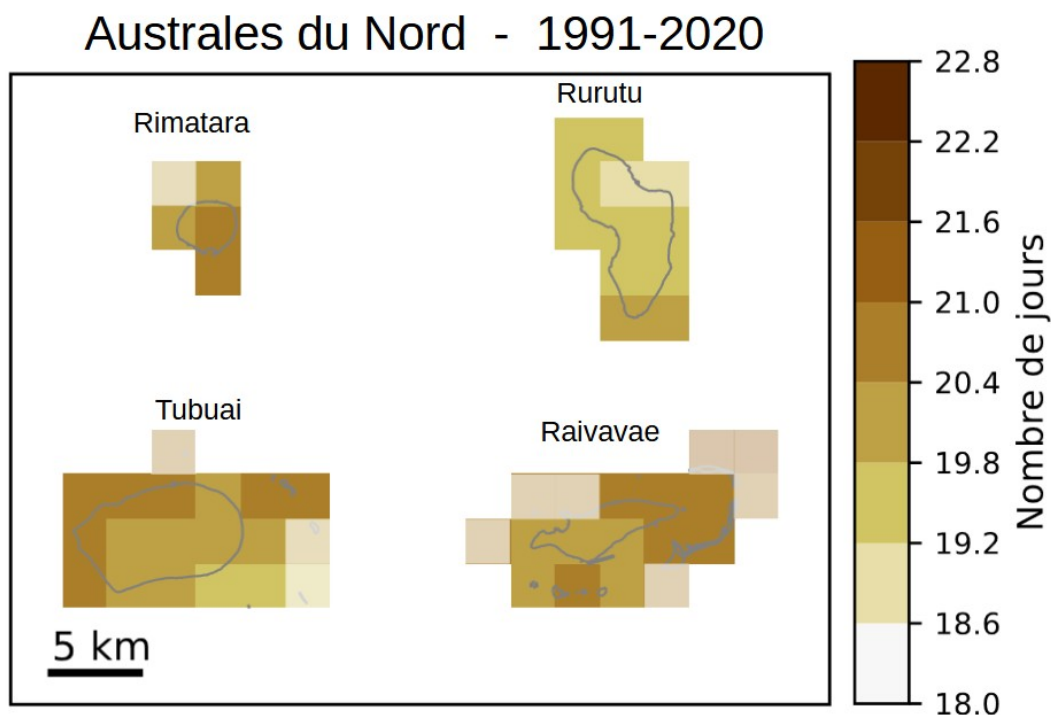 Australes du Nord - 1991-2020
Rimatara
Rurutu
Tubuai
Raivavae
5 km
22.8
22.2
21.6
21.0
20.4
19.8
19.2
18.6
18.0
Nombre de jours